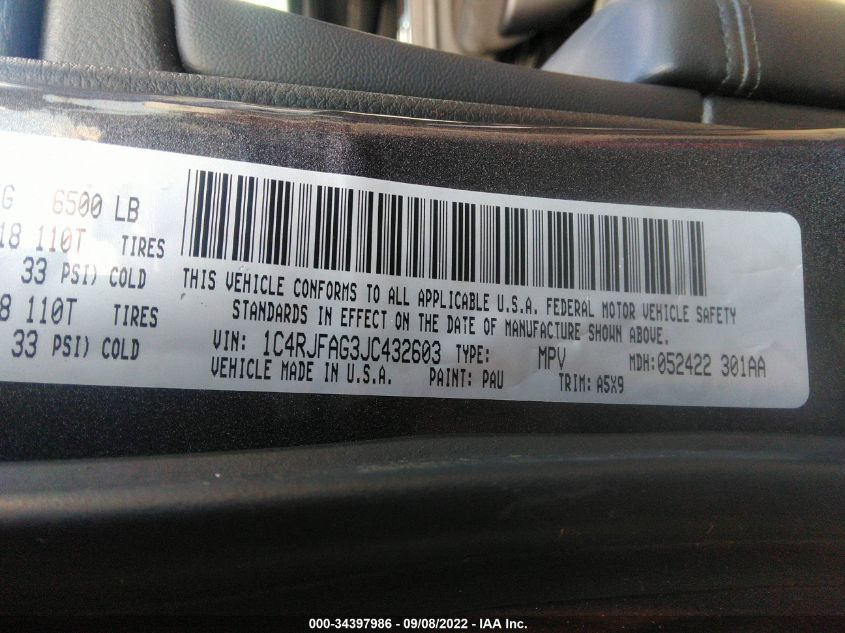 G 6500 LB
18 110T TIRES
33 PSI) COLD
8 110T TIRES
33 PSI) COLD
THIS VEHICLE CONFORMS TO ALL APPLICABLE U.S.A. FEDERAL MOTOR VEHICLE SAFETY
STANDARDS IN EFFECT ON THE DATE OF MANUFACTURE SHOWN ABOVE.
VIN: 1C4RJFAG3JC432603 TYPE: MPV MDH:052422 301AA
VEHICLE MADE IN U.S.A. PAINT: PAU TRIM: A5X9
000-34397986 - 09/08/2022 - IAA Inc.